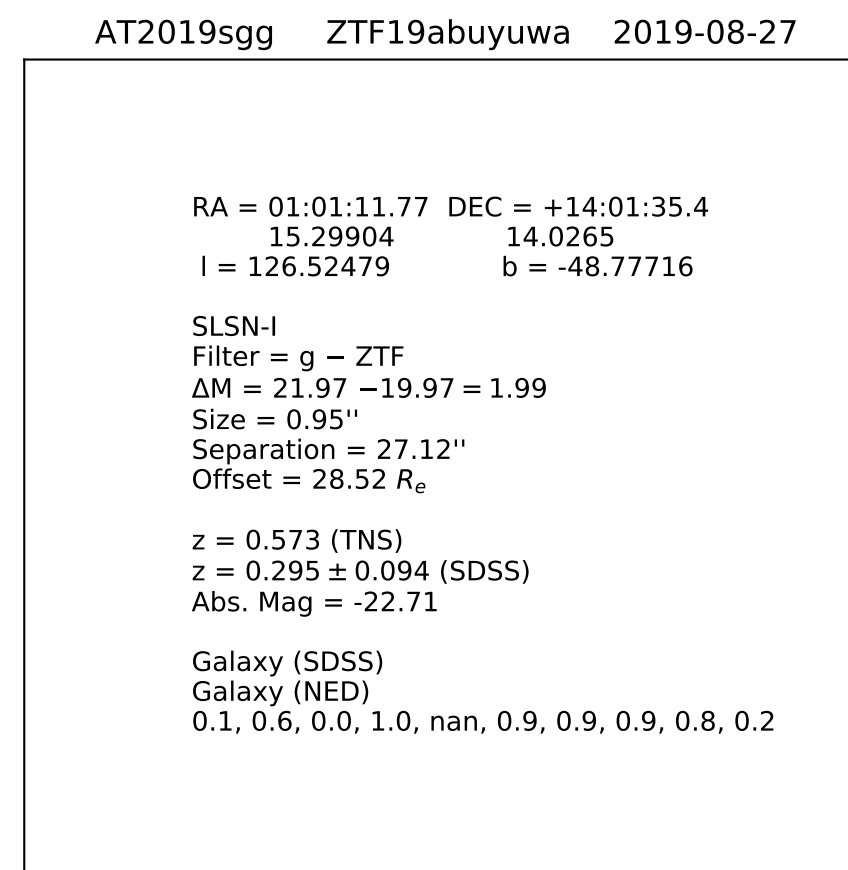 AT2019sgg ZTF19abuyuwa 2019-08-27
RA = 01:01:11.77 DEC = +14:01:35.4
15.29904 14.0265
l = 126.52479 b = -48.77716
SLSN-I
Filter = g − ZTF
ΔM = 21.97 −19.97 = 1.99
Size = 0.95''
Separation = 27.12''
Offset = 28.52 Rₑ
z = 0.573 (TNS)
z = 0.295 ± 0.094 (SDSS)
Abs. Mag = -22.71
Galaxy (SDSS)
Galaxy (NED)
0.1, 0.6, 0.0, 1.0, nan, 0.9, 0.9, 0.9, 0.8, 0.2